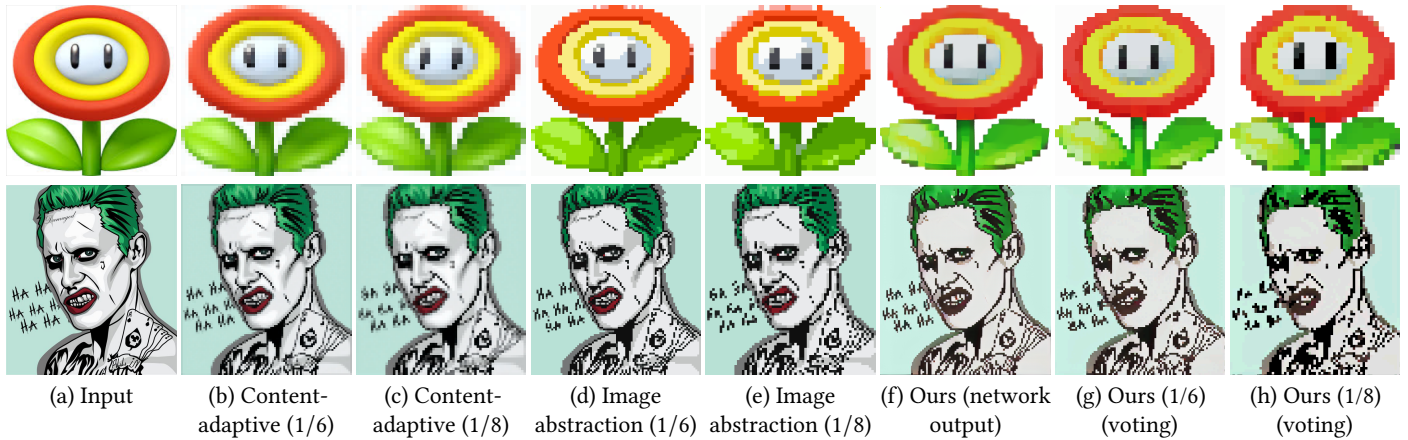 HA HA
HA HA HA
HA HA
(a) Input
(b) Content-
adaptive (1/6)
(c) Content-
adaptive (1/8)
(d) Image
abstraction (1/6)
(e) Image
abstraction (1/8)
(f) Ours (network
output)
(g) Ours (1/6)
(voting)
(h) Ours (1/8)
(voting)